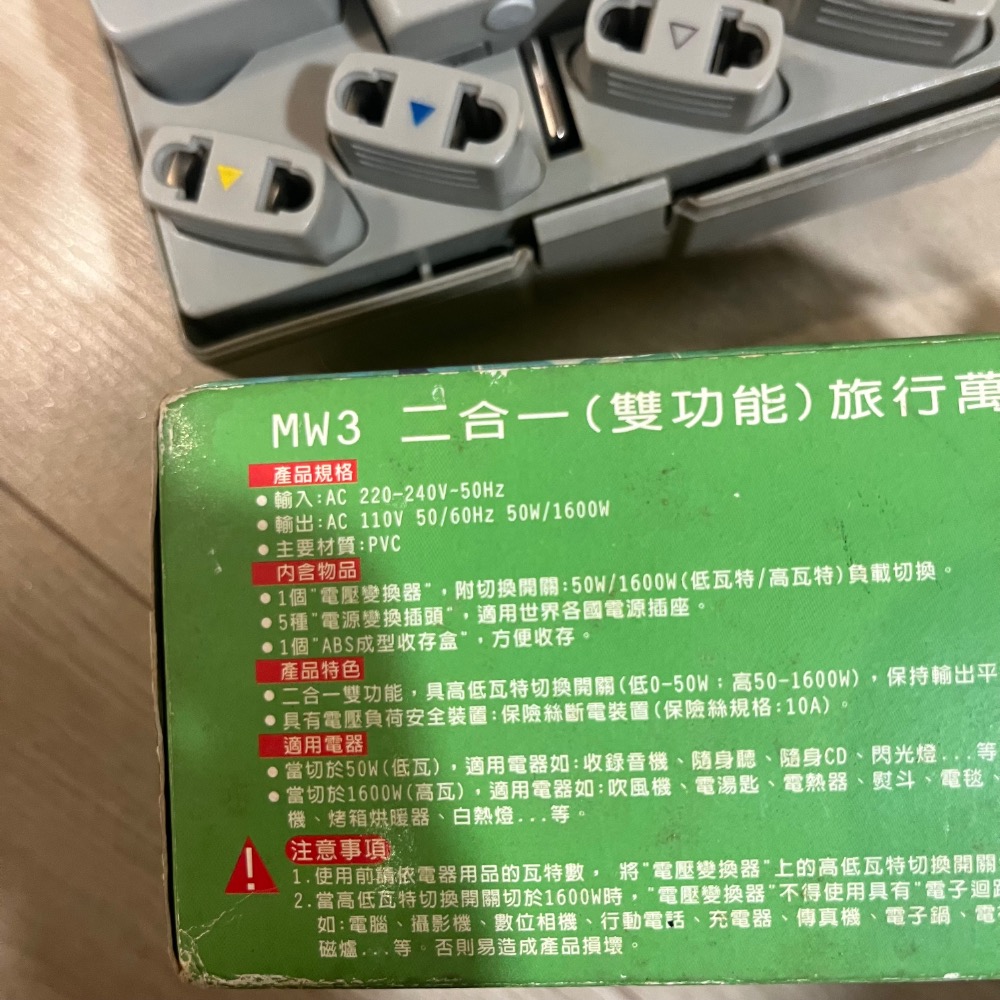 MW3 二合一(雙功能)旅行萬
產品規格
●輸入:AC 220-240V~50Hz
●輸出:AC 110V 50/60Hz 50W/1600W
●主要材質:PVC
內含物品
●1個"電壓變換器",附切換開關:50W/1600W(低瓦特/高瓦特)負載切換。
●5種"電源變換插頭",適用世界各國電源插座。
●1個"ABS成型收存盒",方便收存。
產品特色
●二合一雙功能,具高低瓦特切換開關(低0-50W;高50-1600W),保持輸出平
●具有電壓負荷安全裝置:保險絲斷電裝置(保險絲規格:10A)。
適用電器
●當切於50W(低瓦),適用電器如:收錄音機、隨身聽、隨身CD、閃光燈...等
●當切於1600W(高瓦),適用電器如:吹風機、電湯匙、電熱器、熨斗、電毯、
機、烤箱烘暖器、白熱燈...等。
注意事項
1.使用前請依電器用品的瓦特數,將"電壓變換器"上的高低瓦特切換開關
2.當高低瓦特切換開關切於1600W時,"電壓變換器"不得使用具有"電子迴路
如:電腦、攝影機、數位相機、行動電話、充電器、傳真機、電子鍋、電
磁爐...等。否則易造成產品損壞。